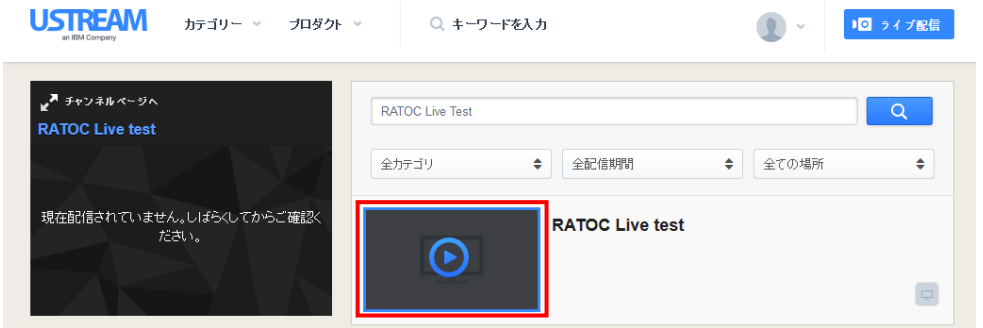 USTREAM
an IBM Company
カテゴリー
プロダクト
キーワードを入力
ライブ配信
チャンネルページへ
RATOC Live test
現在配信されていません。しばらくしてからご確認く
ださい。
RATOC Live Test
全カテゴリ
全配信期間
全ての場所
RATOC Live test